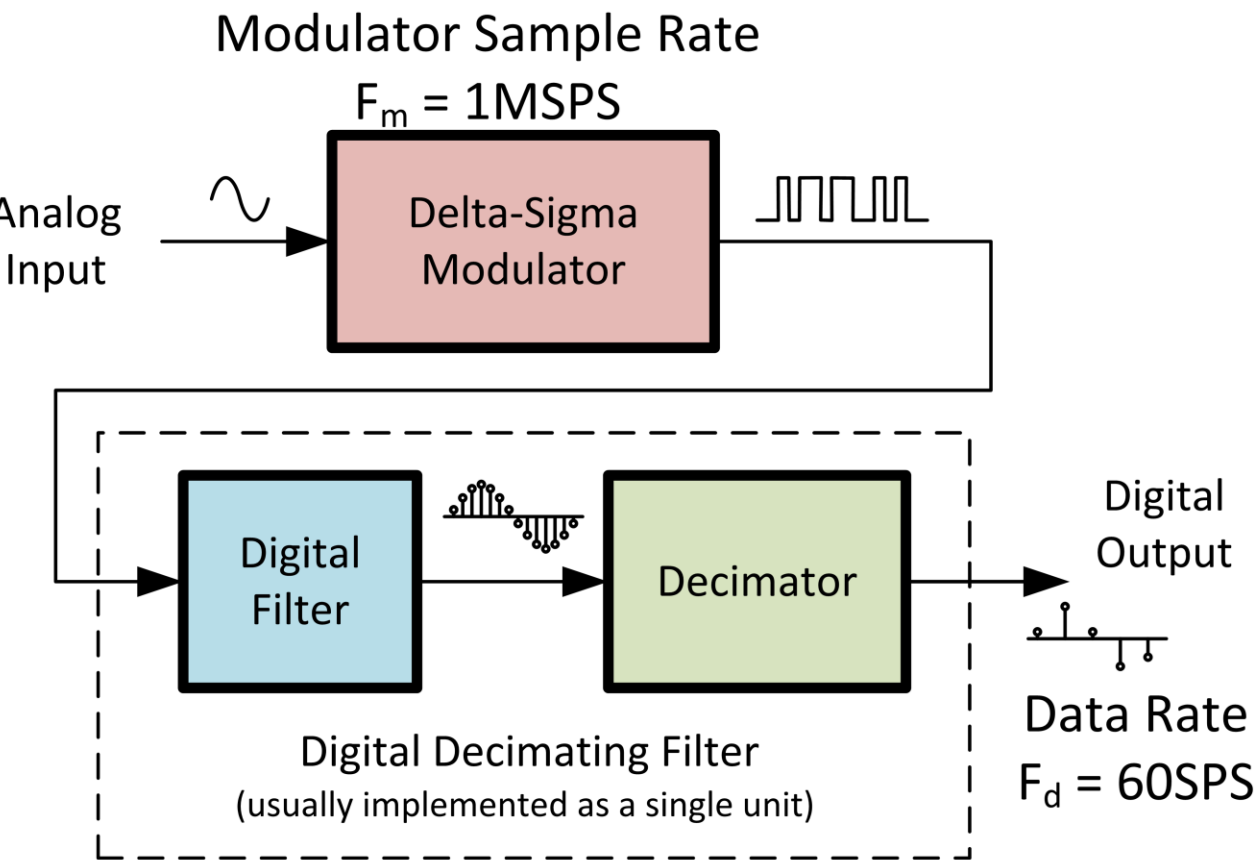 Modulator Sample Rate
Fm = 1MSPS
Analog
Input
Delta-Sigma
Modulator
Digital
Filter
Decimator
Digital
Output
Data Rate
Fd = 60SPS
Digital Decimating Filter
(usually implemented as a single unit)